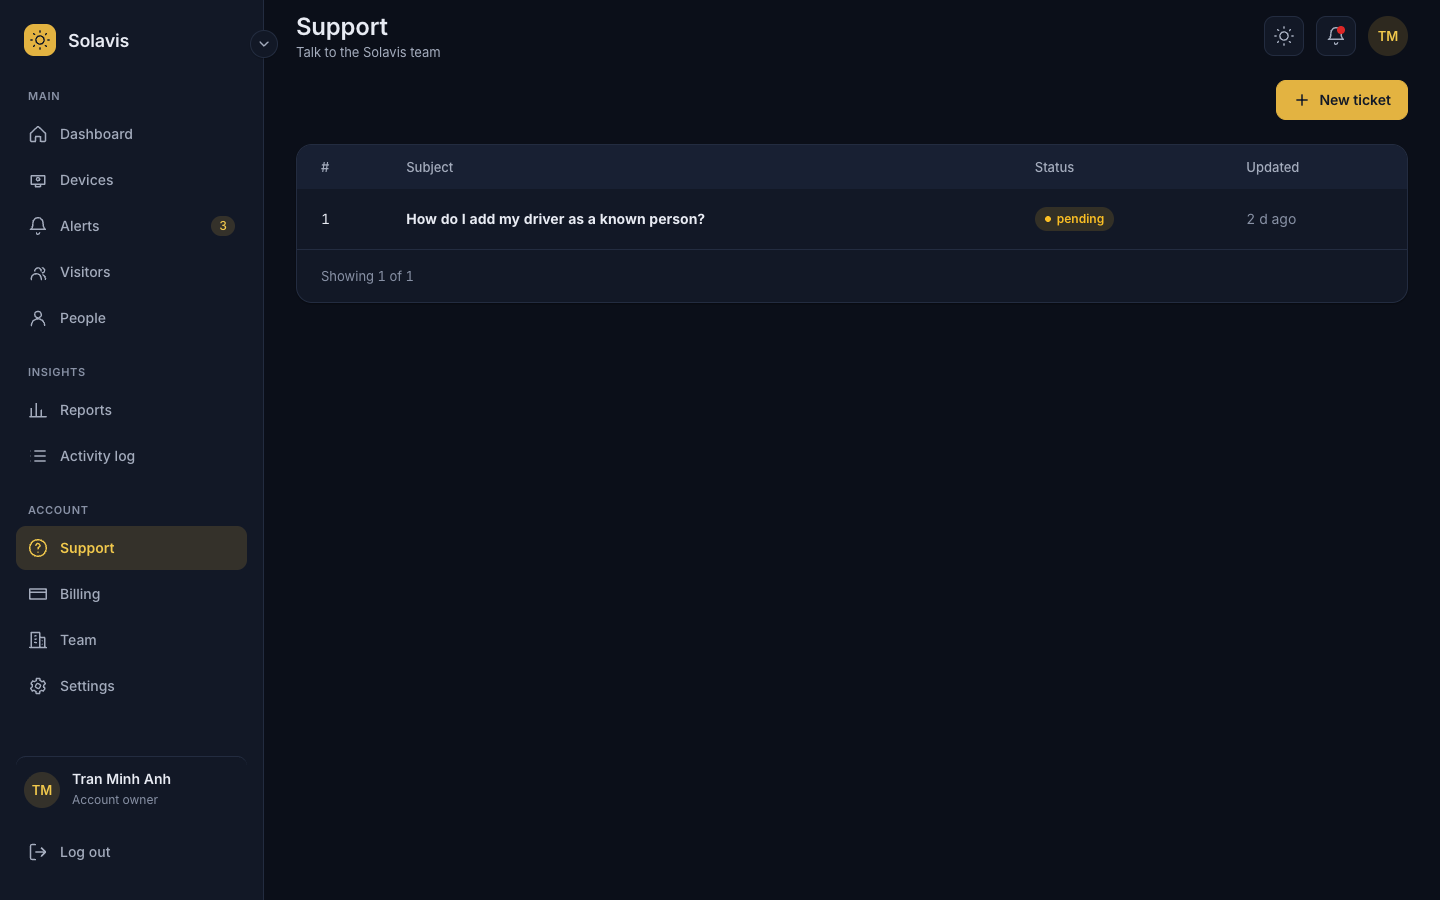 Solavis
MAIN
Dashboard
Devices
Alerts 3
Visitors
People
INSIGHTS
Reports
Activity log
ACCOUNT
Support
Billing
Team
Settings
TM
Tran Minh Anh
Account owner
Log out
Support
Talk to the Solavis team
TM
New ticket
# Subject Status Updated
1 How do I add my driver as a known person? pending 2 d ago
Showing 1 of 1